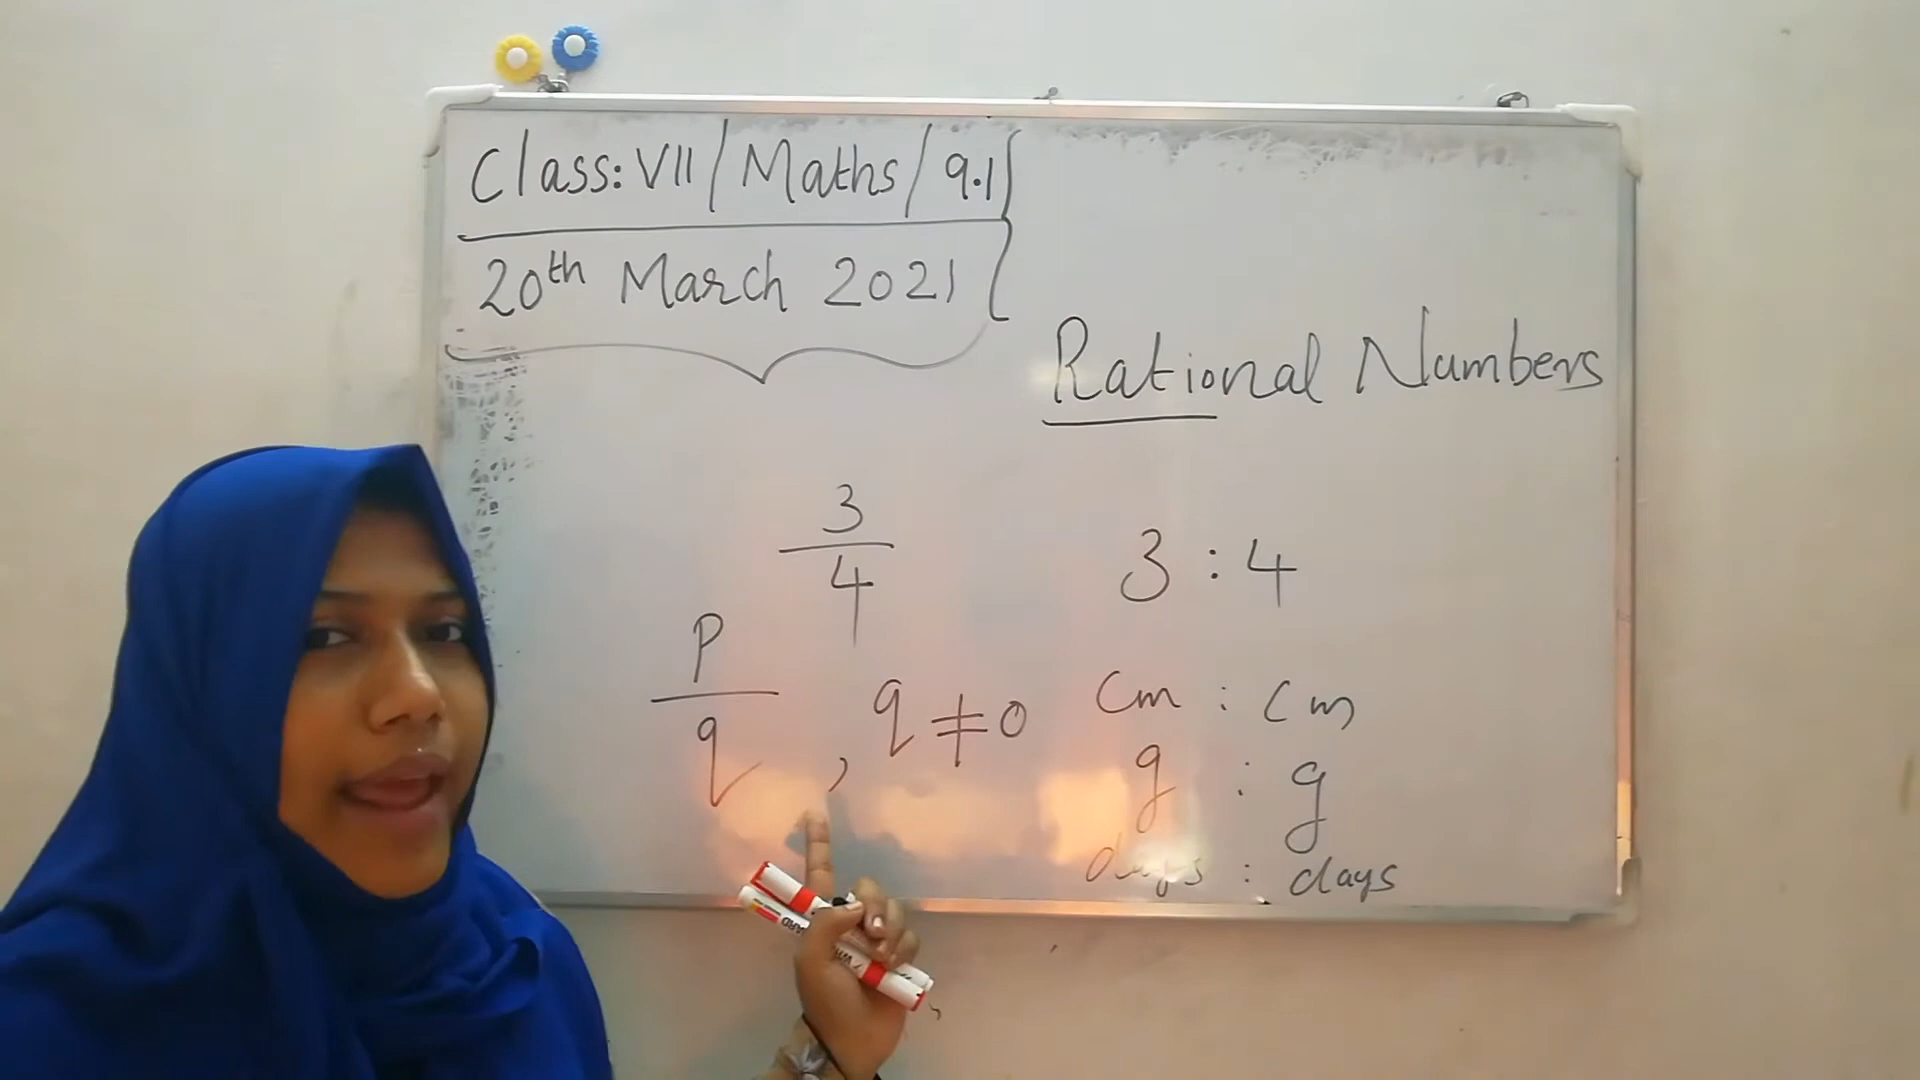 Class: VII / Maths / 9.1
20th March 2021
Rational Numbers
3/4
3 : 4
p/q , q ≠ 0
cm : cm
g : g
days : days